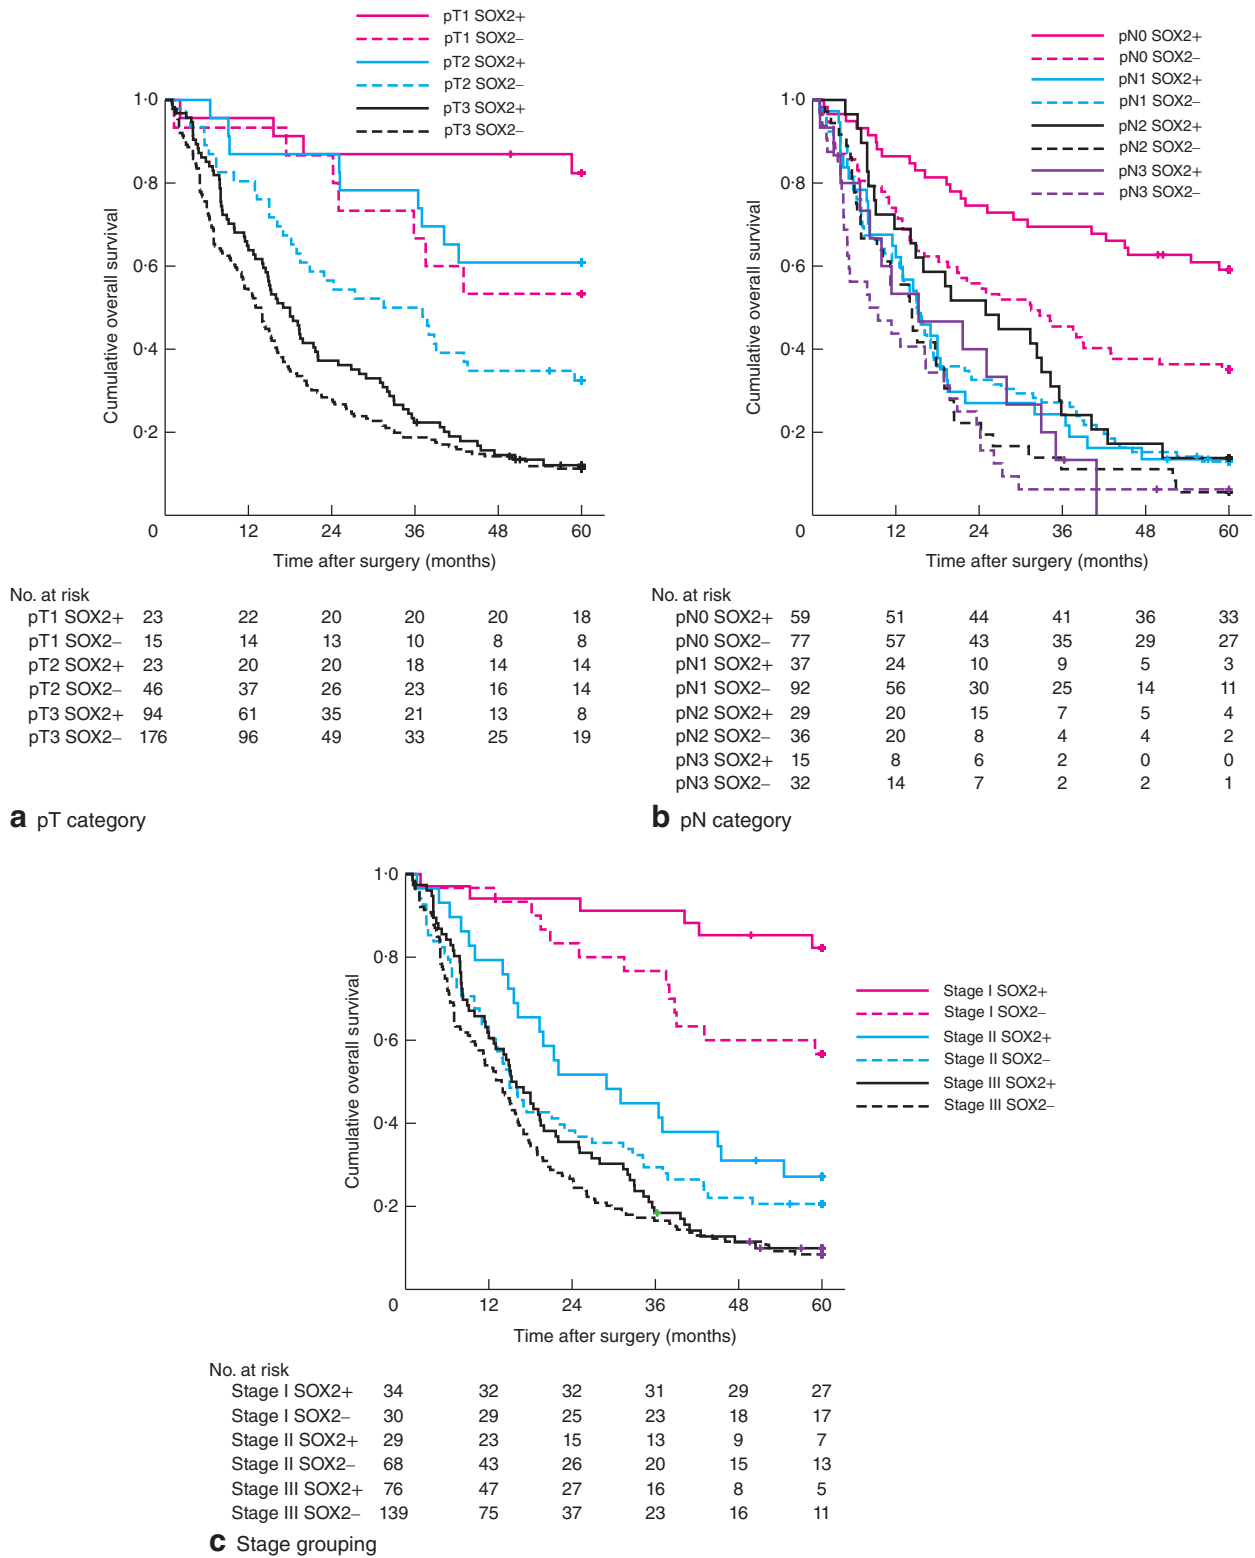 pT1 SOX2+
pT1 SOX2–
pT2 SOX2+
pT2 SOX2–
pT3 SOX2+
pT3 SOX2–
1·0
0·8
0·6
0·4
0·2
0 12 24 36 48 60
Cumulative overall survival
Time after surgery (months)
No. at risk
pT1 SOX2+ 23 22 20 20 20 18
pT1 SOX2– 15 14 13 10 8 8
pT2 SOX2+ 23 20 20 18 14 14
pT2 SOX2– 46 37 26 23 16 14
pT3 SOX2+ 94 61 35 21 13 8
pT3 SOX2– 176 96 49 33 25 19
a pT category
pN0 SOX2+
pN0 SOX2–
pN1 SOX2+
pN1 SOX2–
pN2 SOX2+
pN2 SOX2–
pN3 SOX2+
pN3 SOX2–
1·0
0·8
0·6
0·4
0·2
0 12 24 36 48 60
Cumulative overall survival
Time after surgery (months)
No. at risk
pN0 SOX2+ 59 51 44 41 36 33
pN0 SOX2– 77 57 43 35 29 27
pN1 SOX2+ 37 24 10 9 5 3
pN1 SOX2– 92 56 30 25 14 11
pN2 SOX2+ 29 20 15 7 5 4
pN2 SOX2– 36 20 8 4 4 2
pN3 SOX2+ 15 8 6 2 0 0
pN3 SOX2– 32 14 7 2 2 1
b pN category
1·0
0·8
0·6
0·4
0·2
0 12 24 36 48 60
Cumulative overall survival
Time after surgery (months)
Stage I SOX2+
Stage I SOX2–
Stage II SOX2+
Stage II SOX2–
Stage III SOX2+
Stage III SOX2–
No. at risk
Stage I SOX2+ 34 32 32 31 29 27
Stage I SOX2– 30 29 25 23 18 17
Stage II SOX2+ 29 23 15 13 9 7
Stage II SOX2– 68 43 26 20 15 13
Stage III SOX2+ 76 47 27 16 8 5
Stage III SOX2– 139 75 37 23 16 11
c Stage grouping